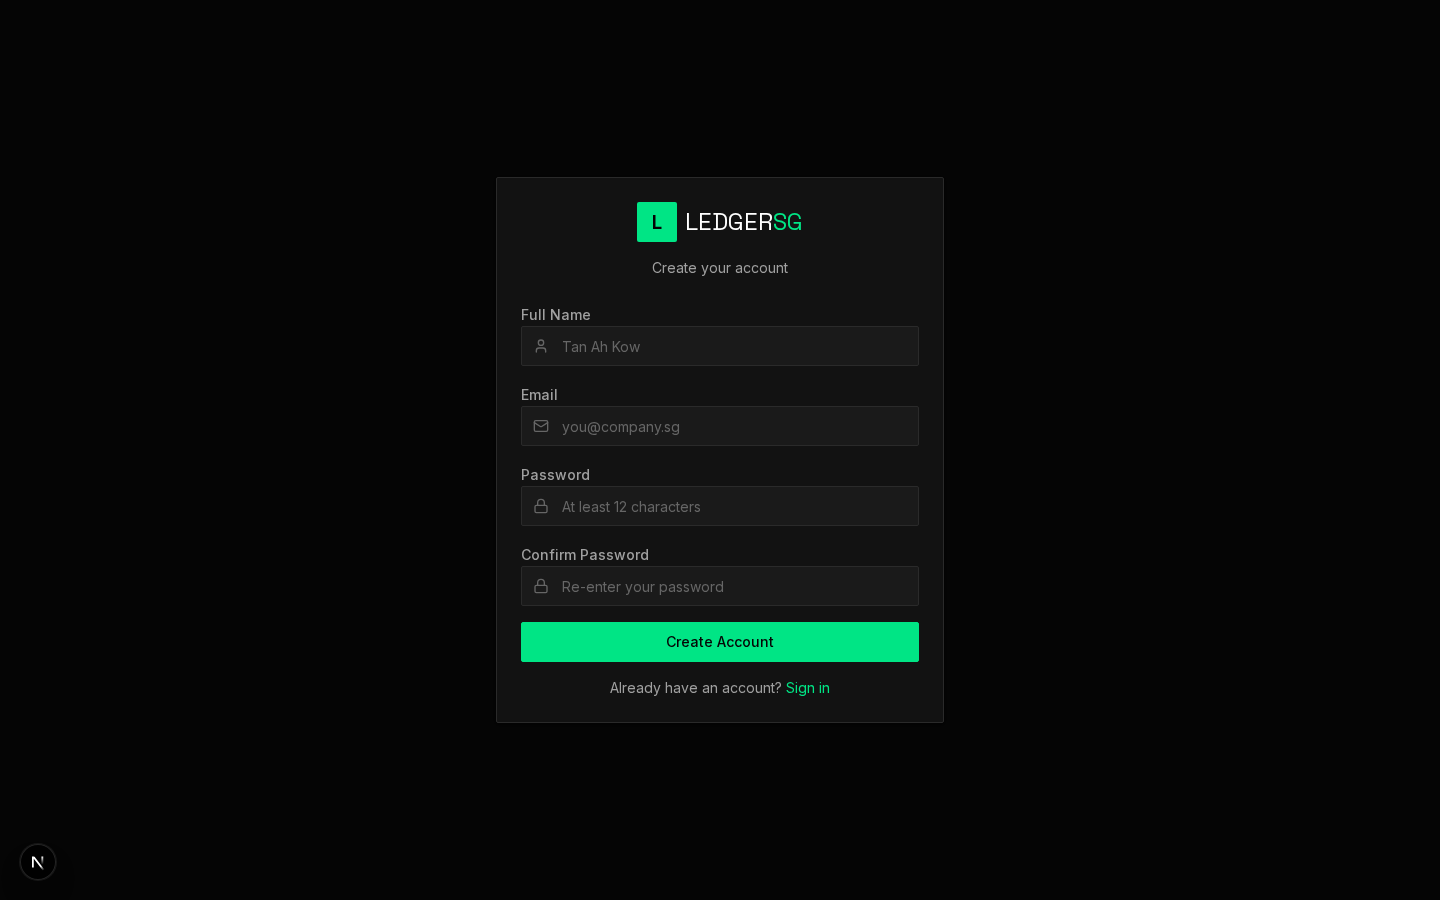 L LEDGERSG
Create your account
Full Name
Tan Ah Kow
Email
you@company.sg
Password
At least 12 characters
Confirm Password
Re-enter your password
Create Account
Already have an account? Sign in
N